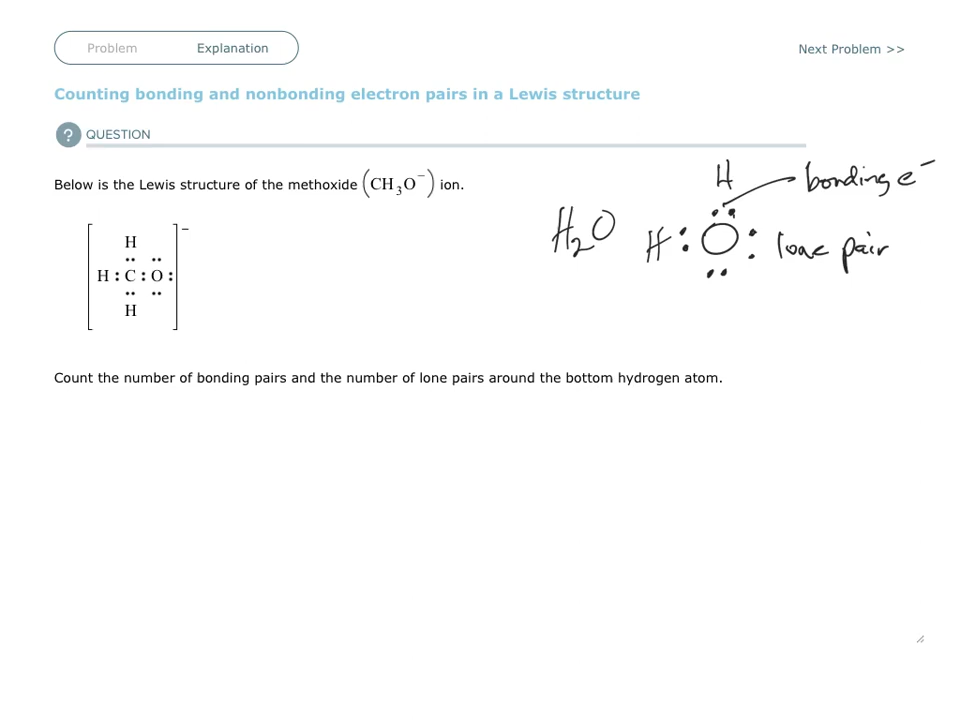 Problem Explanation Next Problem >>
Counting bonding and nonbonding electron pairs in a Lewis structure
? QUESTION
Below is the Lewis structure of the methoxide (CH₃O⁻) ion.
H bonding e⁻
H₂O H : O : lone pair
−
H
H : C : O :
H
Count the number of bonding pairs and the number of lone pairs around the bottom hydrogen atom.